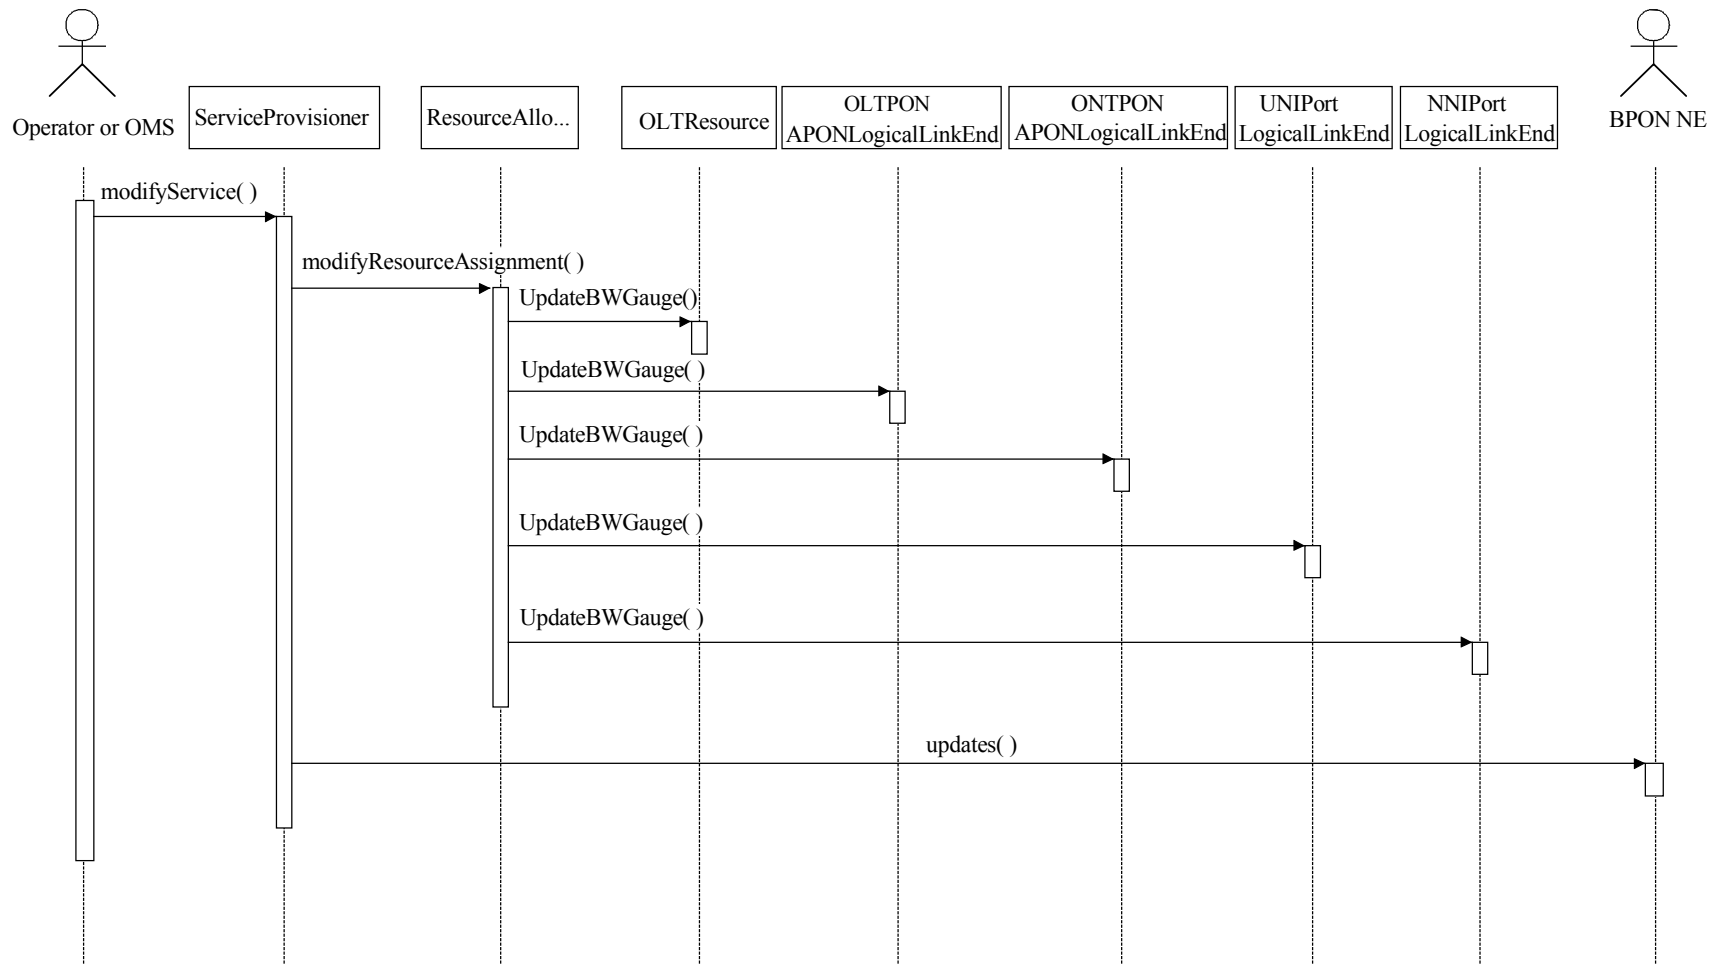 Operator or OMS
ServiceProvisioner
ResourceAllo...
OLTResource
OLTPON
APONLogicalLinkEnd
ONTPON
APONLogicalLinkEnd
UNIPort
LogicalLinkEnd
NNIPort
LogicalLinkEnd
BPON NE
modifyService( )
modifyResourceAssignment( )
UpdateBWGauge()
UpdateBWGauge( )
UpdateBWGauge( )
UpdateBWGauge( )
UpdateBWGauge( )
updates( )